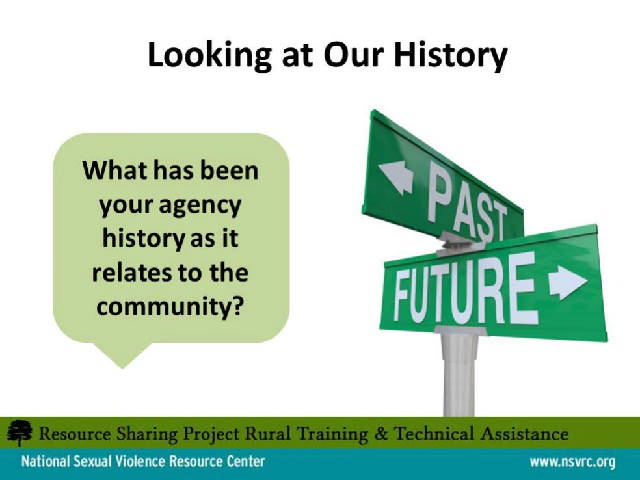 Looking at Our History
What has been
your agency
history as it
relates to the
community?
PAST
FUTURE
Resource Sharing Project Rural Training & Technical Assistance
National Sexual Violence Resource Center
www.nsvrc.org